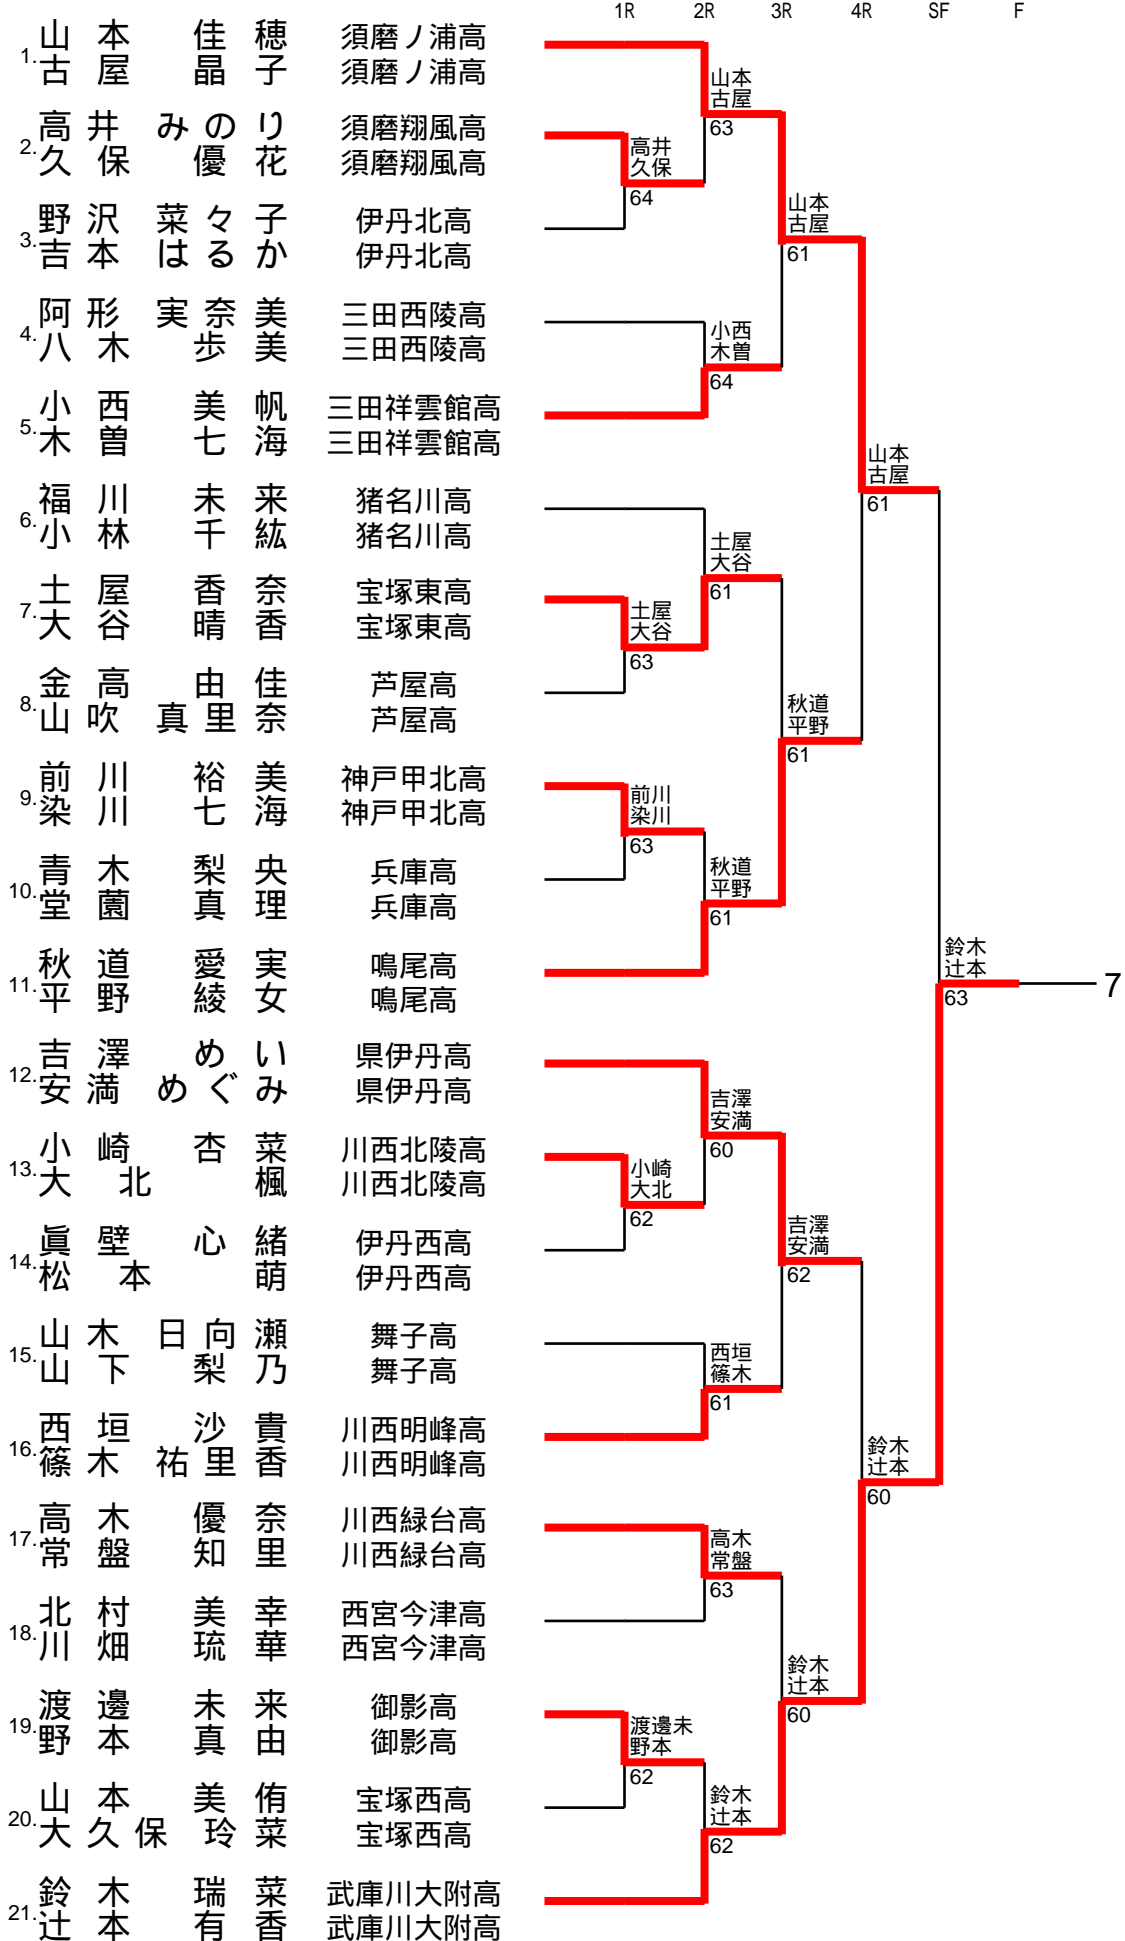 1R 2R 3R 4R SF F
1. 山本 佳穂 須磨ノ浦高
古屋 晶子 須磨ノ浦高
山本
古屋
63
2. 高井 みのり 須磨翔風高
久保 優花 須磨翔風高
高井
久保
64
3. 野沢 菜々子 伊丹北高
吉本 はるか 伊丹北高
山本
古屋
61
4. 阿形 実奈美 三田西陵高
八木 歩美 三田西陵高
小西
木曽
64
5. 小西 美帆 三田祥雲館高
木曽 七海 三田祥雲館高
山本
古屋
61
6. 福川 未来 猪名川高
小林 千紘 猪名川高
土屋
大谷
61
7. 土屋 香奈 宝塚東高
大谷 晴香 宝塚東高
土屋
大谷
63
8. 金高 由佳 芦屋高
山吹 真里奈 芦屋高
秋道
平野
61
9. 前川 裕美 神戸甲北高
染川 七海 神戸甲北高
前川
染川
63
10. 青木 梨央 兵庫高
堂園 真理 兵庫高
秋道
平野
61
11. 秋道 愛実 鳴尾高
平野 綾女 鳴尾高
鈴木
辻本
63
7
12. 吉澤 めい 県伊丹高
安満 めぐみ 県伊丹高
吉澤
安満
60
13. 小崎 杏菜 川西北陵高
大北 楓 川西北陵高
小崎
大北
62
14. 眞壁 心緒 伊丹西高
松本 萌 伊丹西高
吉澤
安満
62
15. 山木 日向瀬 舞子高
山下 梨乃 舞子高
西垣
篠木
61
16. 西垣 沙貴 川西明峰高
篠木 祐里香 川西明峰高
鈴木
辻本
60
17. 高木 優奈 川西緑台高
常盤 知里 川西緑台高
高木
常盤
63
18. 北村 美幸 西宮今津高
川畑 琉華 西宮今津高
鈴木
辻本
60
19. 渡邊 未来 御影高
野本 真由 御影高
渡邊未
野本
62
20. 山本 美侑 宝塚西高
大久保 玲菜 宝塚西高
鈴木
辻本
62
21. 鈴木 瑞菜 武庫川大附高
辻本 有香 武庫川大附高